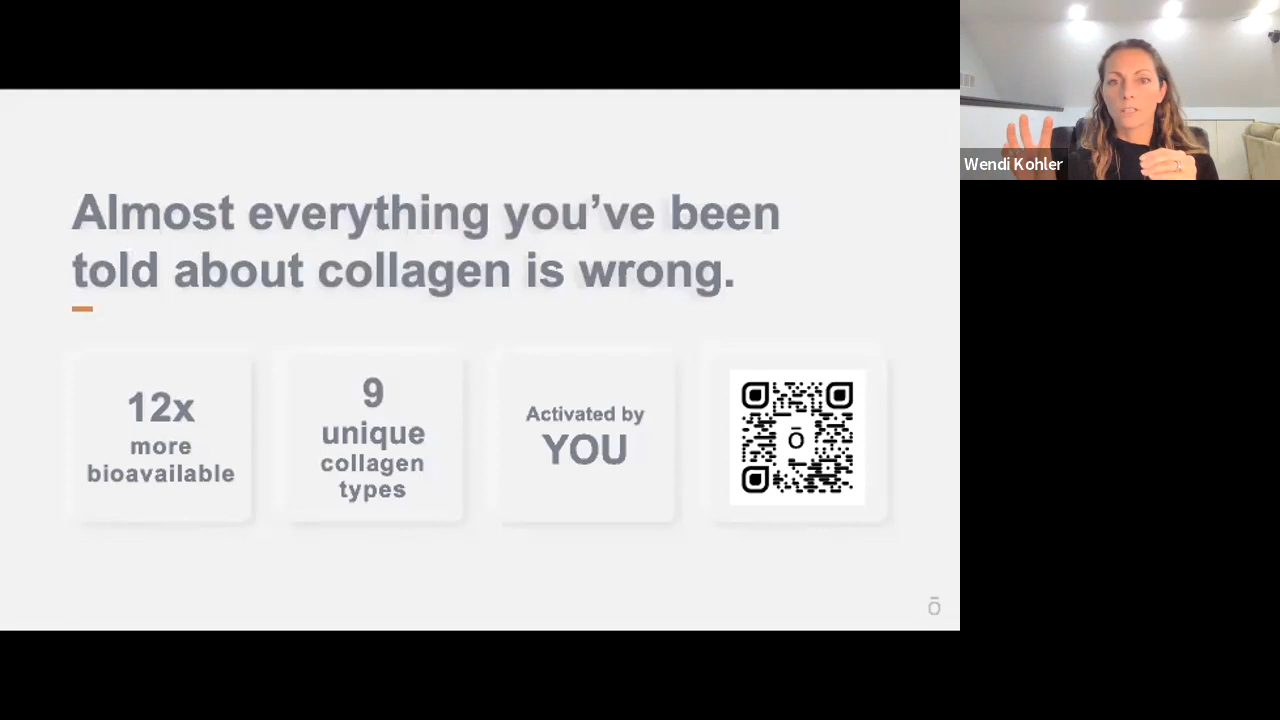 Almost everything you’ve been
told about collagen is wrong.
12x
more
bioavailable
9
unique
collagen
types
Activated by
YOU
ō
ō
Wendi Kohler